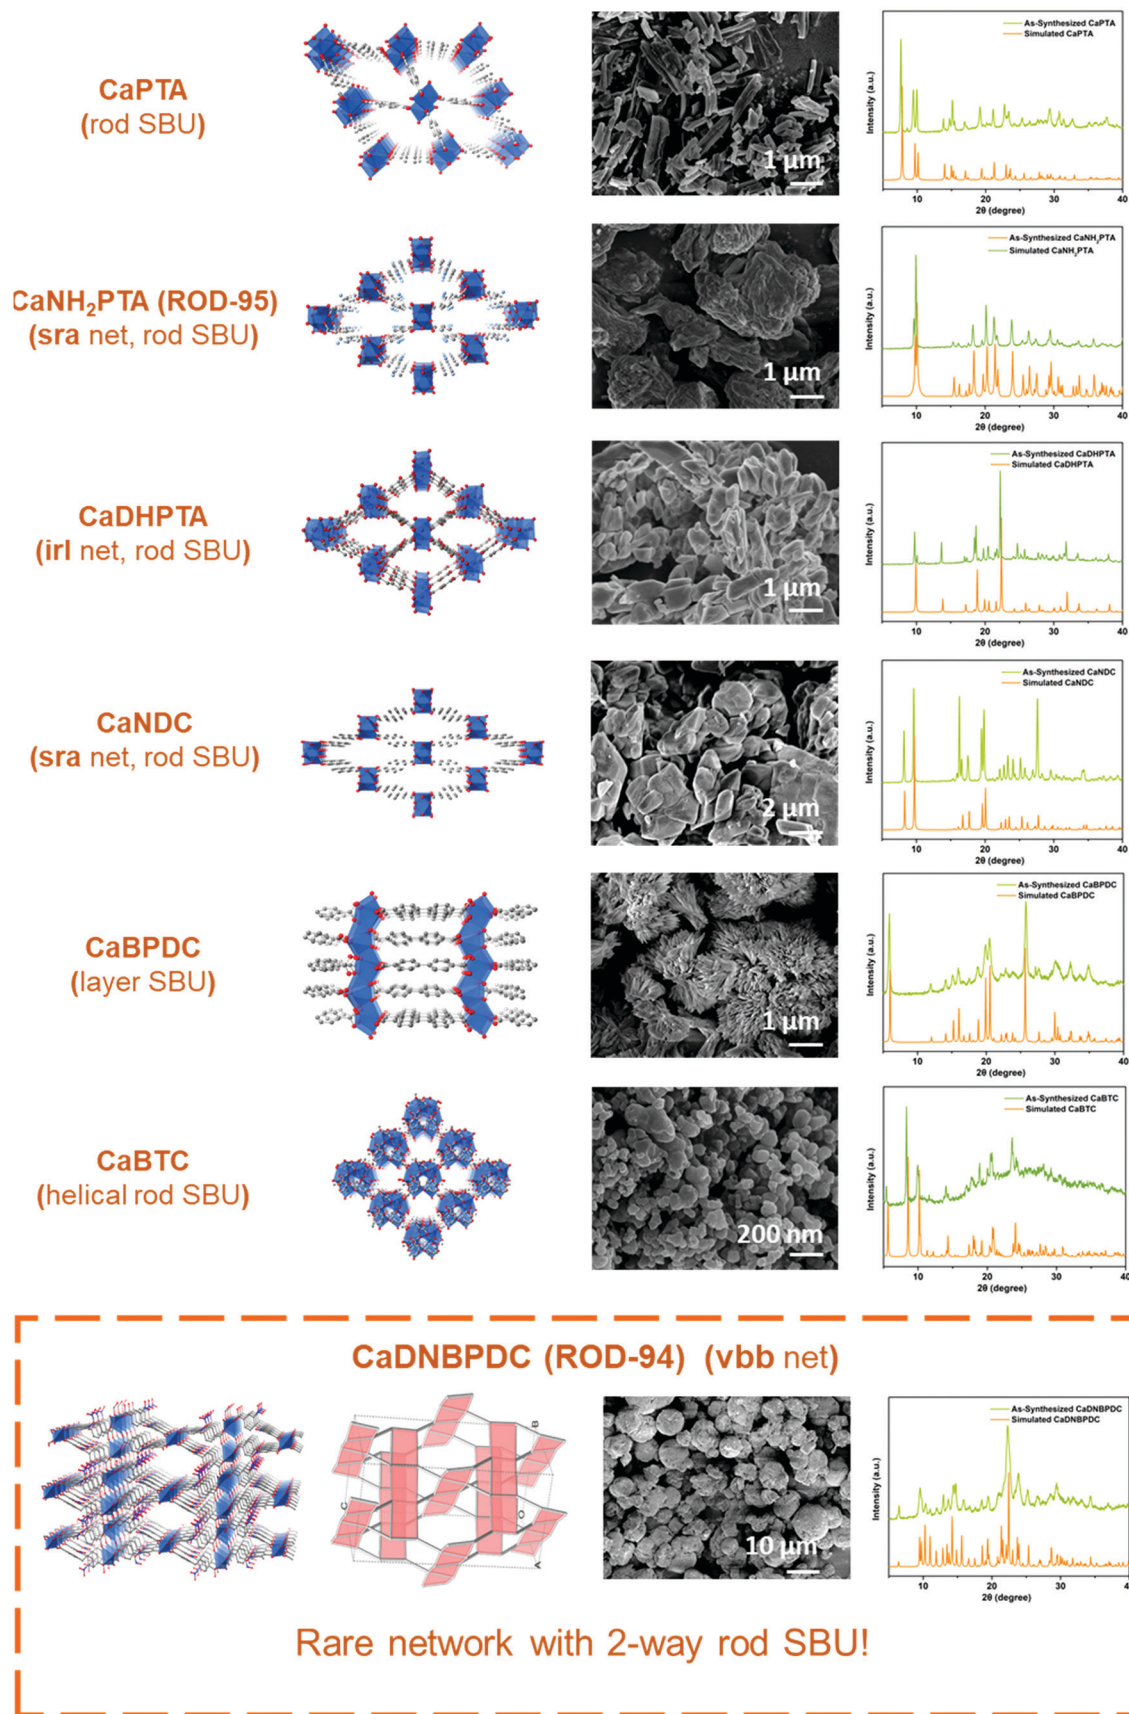 CaPTA
(rod SBU)
1 µm
As-Synthesized CaPTA
Simulated CaPTA
Intensity (a.u.)
10 20 30 40
2θ (degree)
CaNH₂PTA (ROD-95)
(sra net, rod SBU)
1 µm
As-Synthesized CaNH₂PTA
Simulated CaNH₂PTA
Intensity (a.u.)
10 20 30 40
2θ (degree)
CaDHPTA
(irl net, rod SBU)
1 µm
As-Synthesized CaDHPTA
Simulated CaDHPTA
Intensity (a.u.)
10 20 30 40
2θ (degree)
CaNDC
(sra net, rod SBU)
2 µm
As-Synthesized CaNDC
Simulated CaNDC
Intensity (a.u.)
10 20 30 40
2θ (degree)
CaBPDC
(layer SBU)
1 µm
As-Synthesized CaBPDC
Simulated CaBPDC
Intensity (a.u.)
10 20 30 40
2θ (degree)
CaBTC
(helical rod SBU)
200 nm
As-Synthesized CaBTC
Simulated CaBTC
Intensity (a.u.)
10 20 30 40
2θ (degree)
CaDNBPDC (ROD-94) (vbb net)
B
C
O
A
10 µm
As-Synthesized CaDNBPDC
Simulated CaDNBPDC
Intensity (a.u.)
10 20 30 40
2θ (degree)
Rare network with 2-way rod SBU!